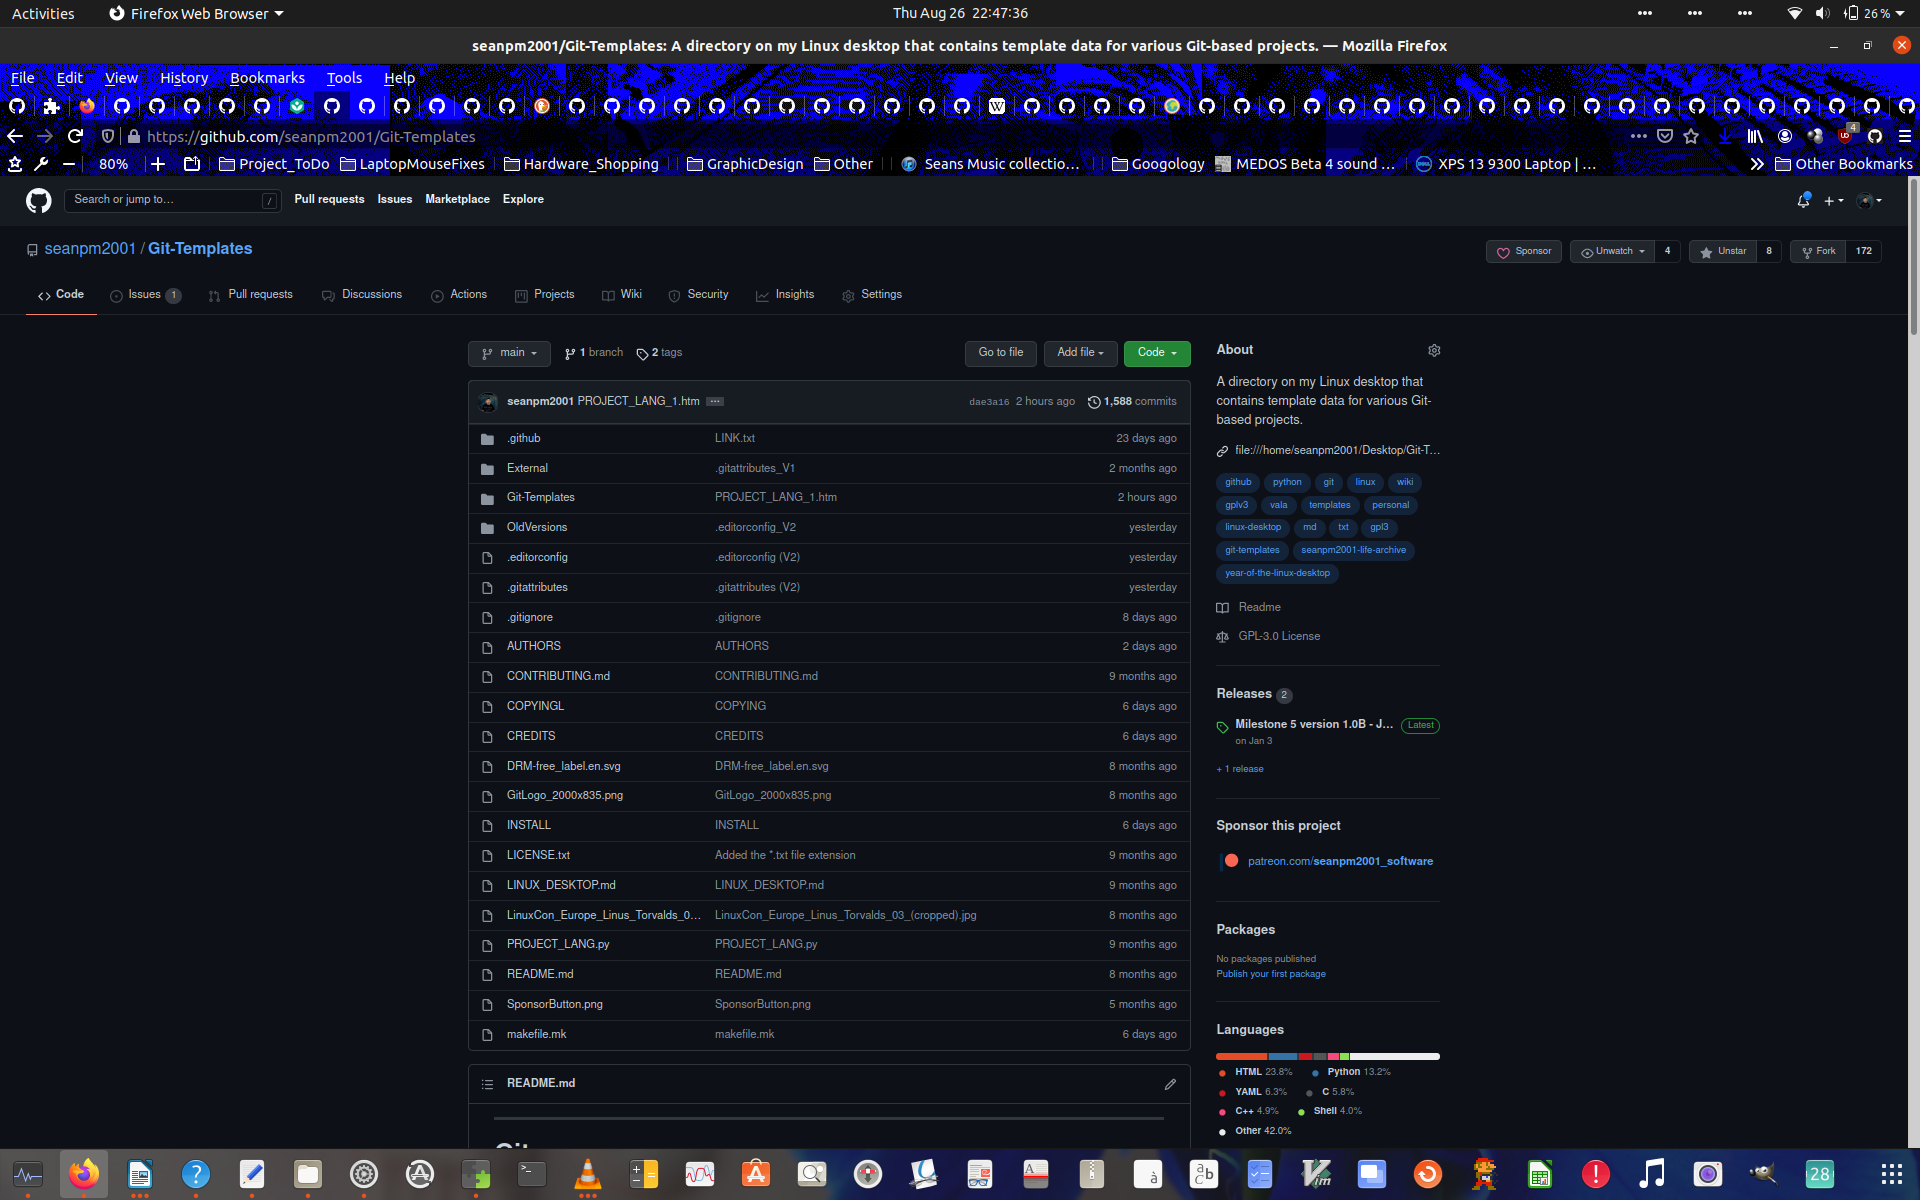 Activities
Firefox Web Browser
Thu Aug 26 22:47:36
26 %
seanpm2001/Git-Templates: A directory on my Linux desktop that contains template data for various Git-based projects. — Mozilla Firefox
File Edit View History Bookmarks Tools Help
https://github.com/seanpm2001/Git-Templates
4
80% Project_ToDo LaptopMouseFixes Hardware_Shopping GraphicDesign Other Seans Music collectio… Googology MEDOS Beta 4 sound … XPS 13 9300 Laptop | … Other Bookmarks
Search or jump to… / Pull requests Issues Marketplace Explore
seanpm2001 / Git-Templates
Sponsor Unwatch 4 Unstar 8 Fork 172
Code Issues 1 Pull requests Discussions Actions Projects Wiki Security Insights Settings
main 1 branch 2 tags Go to file Add file Code
seanpm2001 PROJECT_LANG_1.htm ... dae3a16 2 hours ago 1,588 commits
.github LINK.txt 23 days ago
External .gitattributes_V1 2 months ago
Git-Templates PROJECT_LANG_1.htm 2 hours ago
OldVersions .editorconfig_V2 yesterday
.editorconfig .editorconfig (V2) yesterday
.gitattributes .gitattributes (V2) yesterday
.gitignore .gitignore 8 days ago
AUTHORS AUTHORS 2 days ago
CONTRIBUTING.md CONTRIBUTING.md 9 months ago
COPYINGL COPYING 6 days ago
CREDITS CREDITS 6 days ago
DRM-free_label.en.svg DRM-free_label.en.svg 8 months ago
GitLogo_2000x835.png GitLogo_2000x835.png 8 months ago
INSTALL INSTALL 6 days ago
LICENSE.txt Added the *.txt file extension 9 months ago
LINUX_DESKTOP.md LINUX_DESKTOP.md 9 months ago
LinuxCon_Europe_Linus_Torvalds_0… LinuxCon_Europe_Linus_Torvalds_03_(cropped).jpg 8 months ago
PROJECT_LANG.py PROJECT_LANG.py 9 months ago
README.md README.md 8 months ago
SponsorButton.png SponsorButton.png 5 months ago
makefile.mk makefile.mk 6 days ago
README.md
About
A directory on my Linux desktop that
contains template data for various Git-
based projects.
file:///home/seanpm2001/Desktop/Git-T…
github python git linux wiki
gplv3 vala templates personal
linux-desktop md txt gpl3
git-templates seanpm2001-life-archive
year-of-the-linux-desktop
Readme
GPL-3.0 License
Releases 2
Milestone 5 version 1.0B - J… Latest
on Jan 3
+ 1 release
Sponsor this project
patreon.com/seanpm2001_software
Packages
No packages published
Publish your first package
Languages
HTML 23.8% Python 13.2%
YAML 6.3% C 5.8%
C++ 4.9% Shell 4.0%
Other 42.0%
28